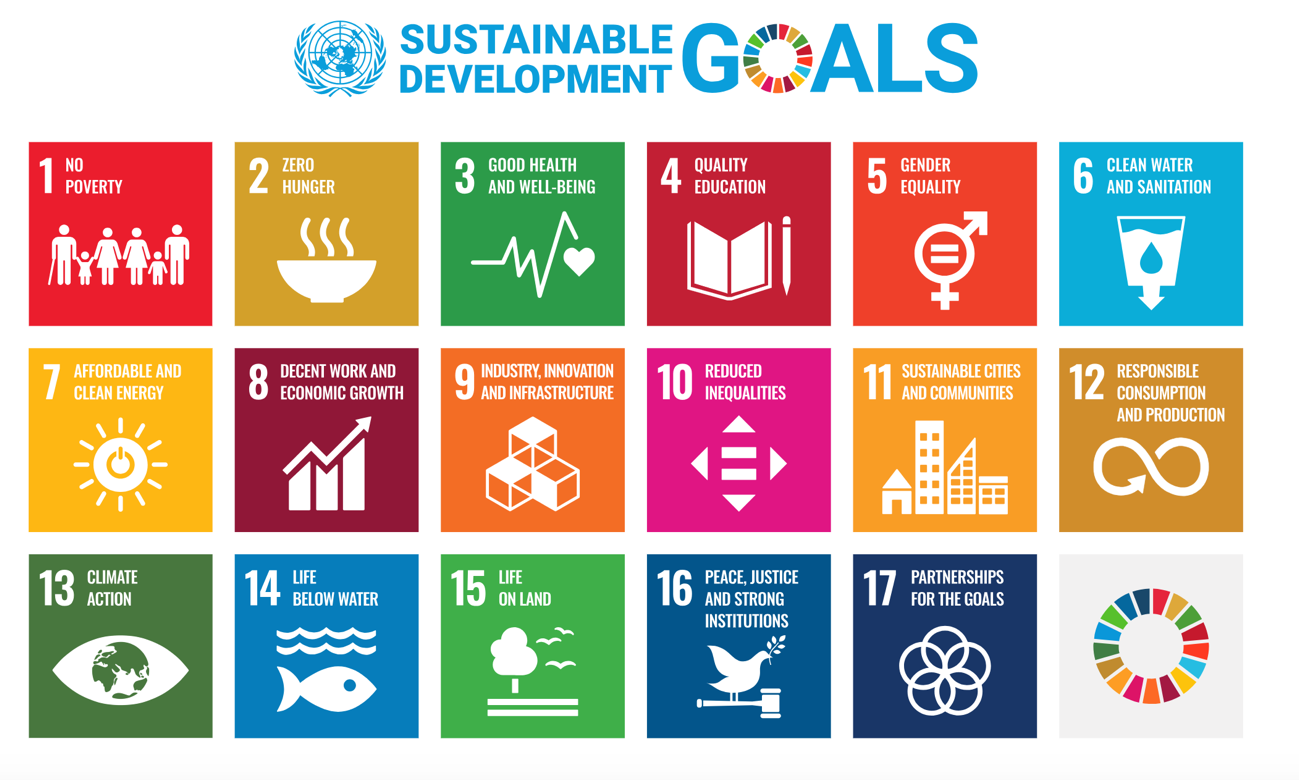 SUSTAINABLE
DEVELOPMENT
GOALS
1 NO
POVERTY
2 ZERO
HUNGER
3 GOOD HEALTH
AND WELL-BEING
4 QUALITY
EDUCATION
5 GENDER
EQUALITY
6 CLEAN WATER
AND SANITATION
7 AFFORDABLE AND
CLEAN ENERGY
8 DECENT WORK AND
ECONOMIC GROWTH
9 INDUSTRY, INNOVATION
AND INFRASTRUCTURE
10 REDUCED
INEQUALITIES
11 SUSTAINABLE CITIES
AND COMMUNITIES
12 RESPONSIBLE
CONSUMPTION
AND PRODUCTION
13 CLIMATE
ACTION
14 LIFE
BELOW WATER
15 LIFE
ON LAND
16 PEACE, JUSTICE
AND STRONG
INSTITUTIONS
17 PARTNERSHIPS
FOR THE GOALS